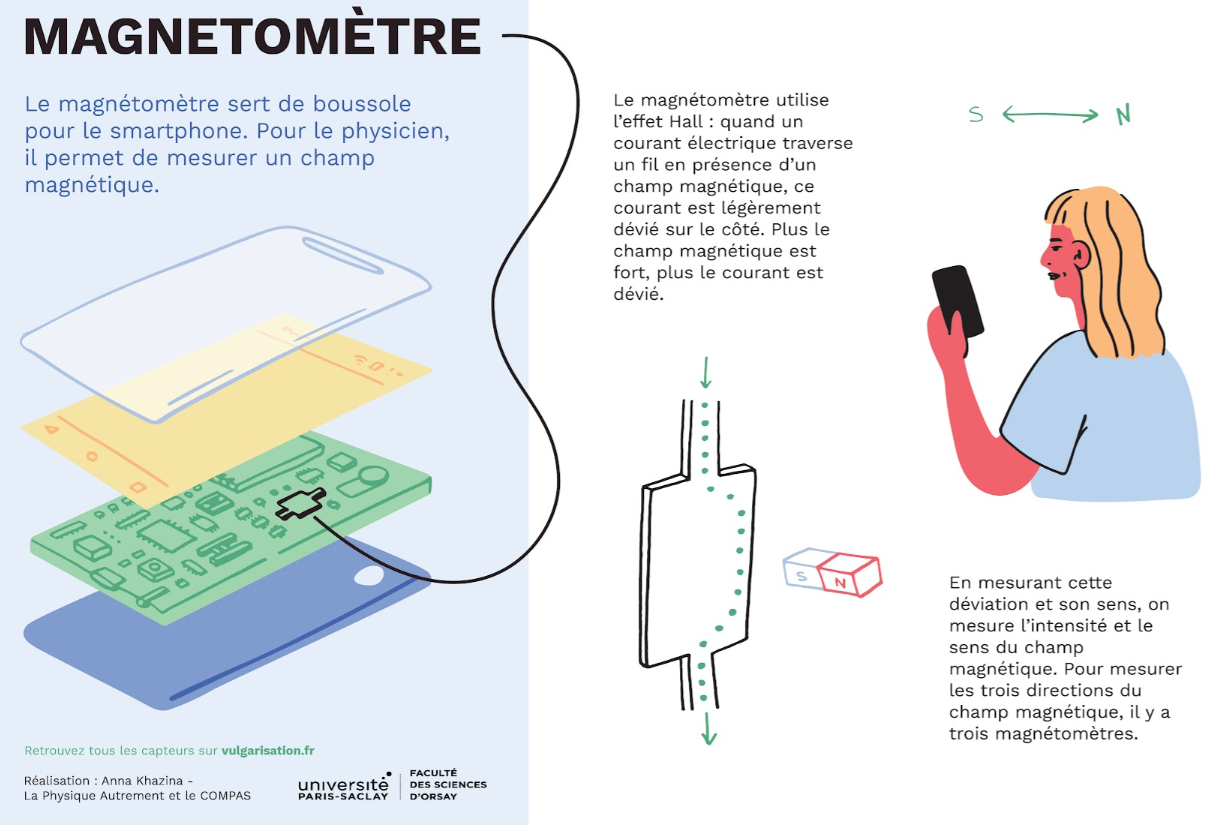 MAGNETOMÈTRE
Le magnétomètre sert de boussole
pour le smartphone. Pour le physicien,
il permet de mesurer un champ
magnétique.
Retrouvez tous les capteurs sur vulgarisation.fr
Réalisation : Anna Khazina -
La Physique Autrement et le COMPAS
université
PARIS-SACLAY
FACULTÉ
DES SCIENCES
D'ORSAY
Le magnétomètre utilise
l'effet Hall : quand un
courant électrique traverse
un fil en présence d'un
champ magnétique, ce
courant est légèrement
dévié sur le côté. Plus le
champ magnétique est
fort, plus le courant est
dévié.
S N
S N
En mesurant cette
déviation et son sens, on
mesure l'intensité et le
sens du champ
magnétique. Pour mesurer
les trois directions du
champ magnétique, il y a
trois magnétomètres.